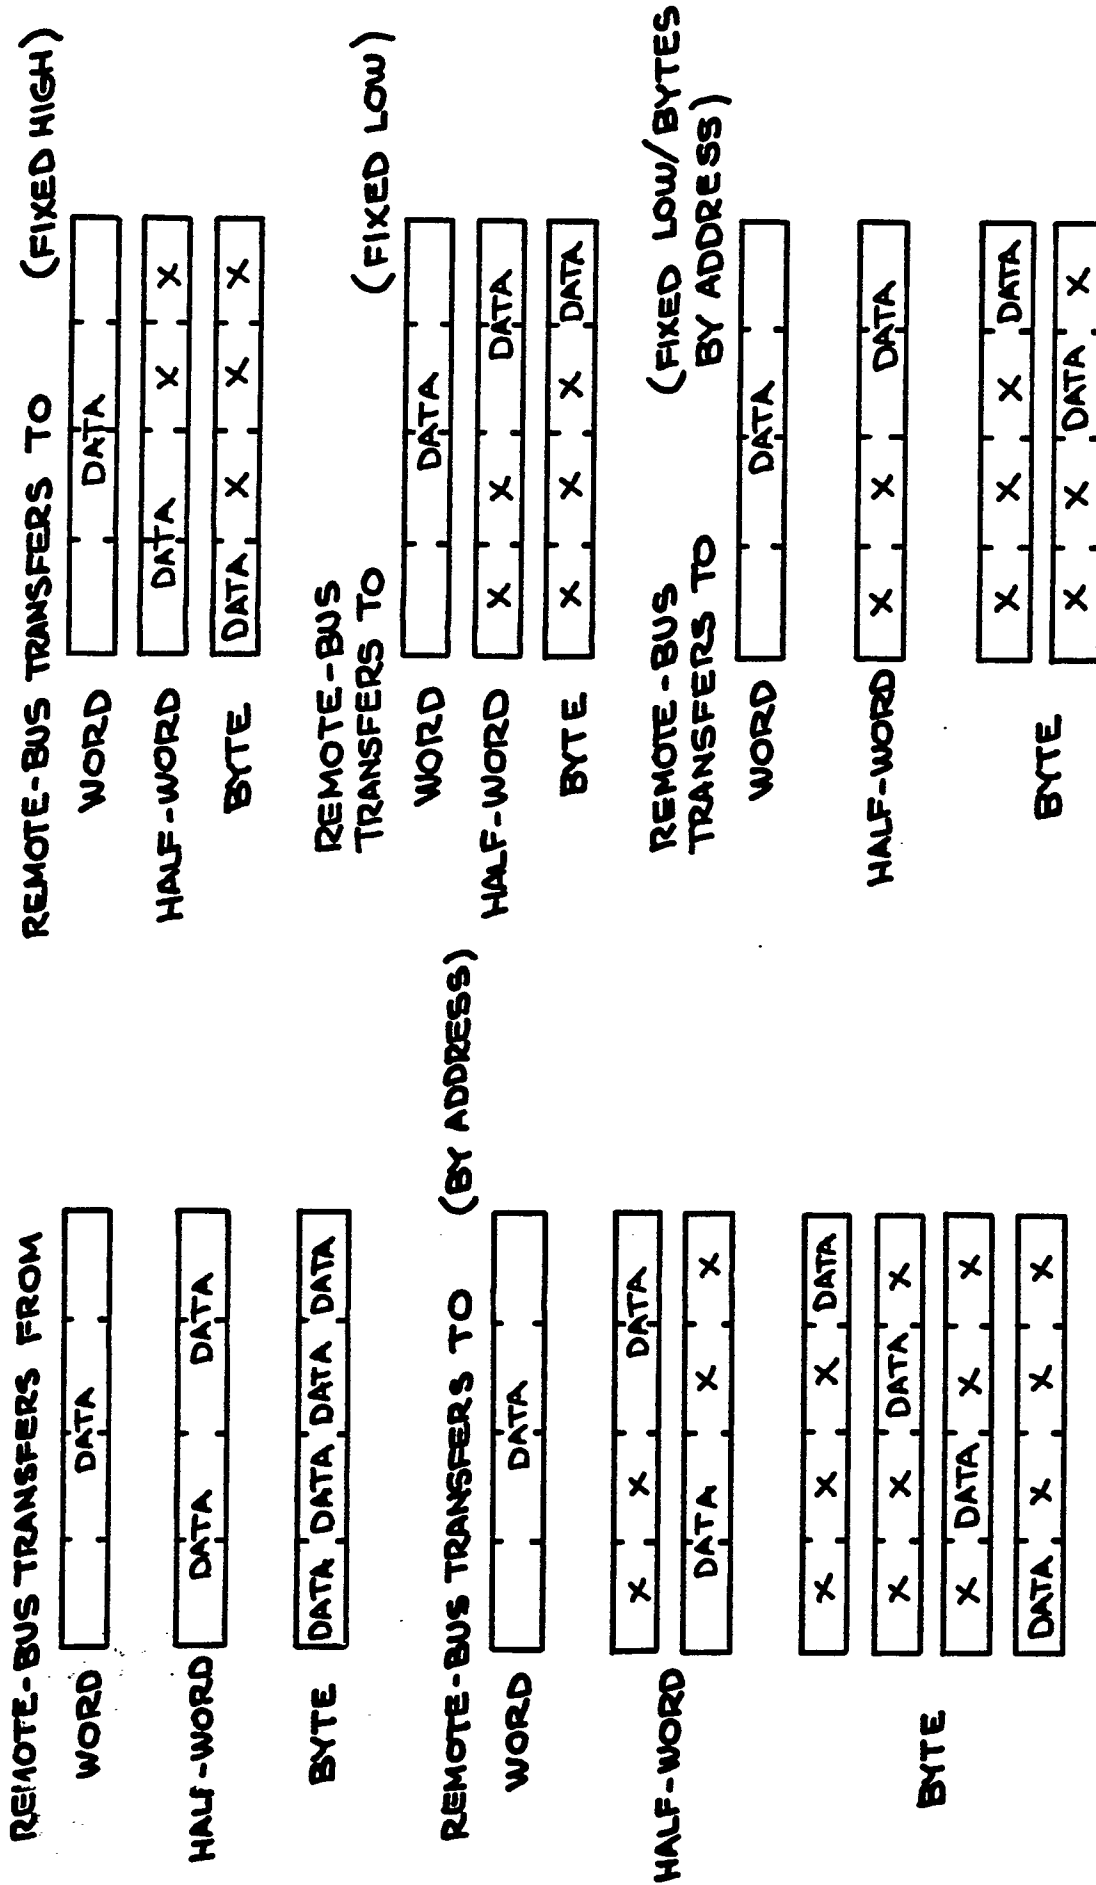 REMOTE-BUS TRANSFERS FROM
WORD
DATA
HALF-WORD
DATA DATA
BYTE
DATA DATA DATA DATA
REMOTE-BUS TRANSFERS TO (BY ADDRESS)
WORD
DATA
HALF-WORD
X X DATA
DATA X X
BYTE
X X X DATA
X X DATA X
X DATA X X
DATA X X X
REMOTE-BUS TRANSFERS TO (FIXED HIGH)
WORD
DATA
HALF-WORD
DATA X X
BYTE
DATA X X X
REMOTE-BUS
TRANSFERS TO
(FIXED LOW)
WORD
DATA
HALF-WORD
X X DATA
BYTE
X X X DATA
REMOTE-BUS
TRANSFERS TO
(FIXED LOW/BYTES
BY ADDRESS)
WORD
DATA
HALF-WORD
X X DATA
BYTE
X X X DATA
X X DATA X